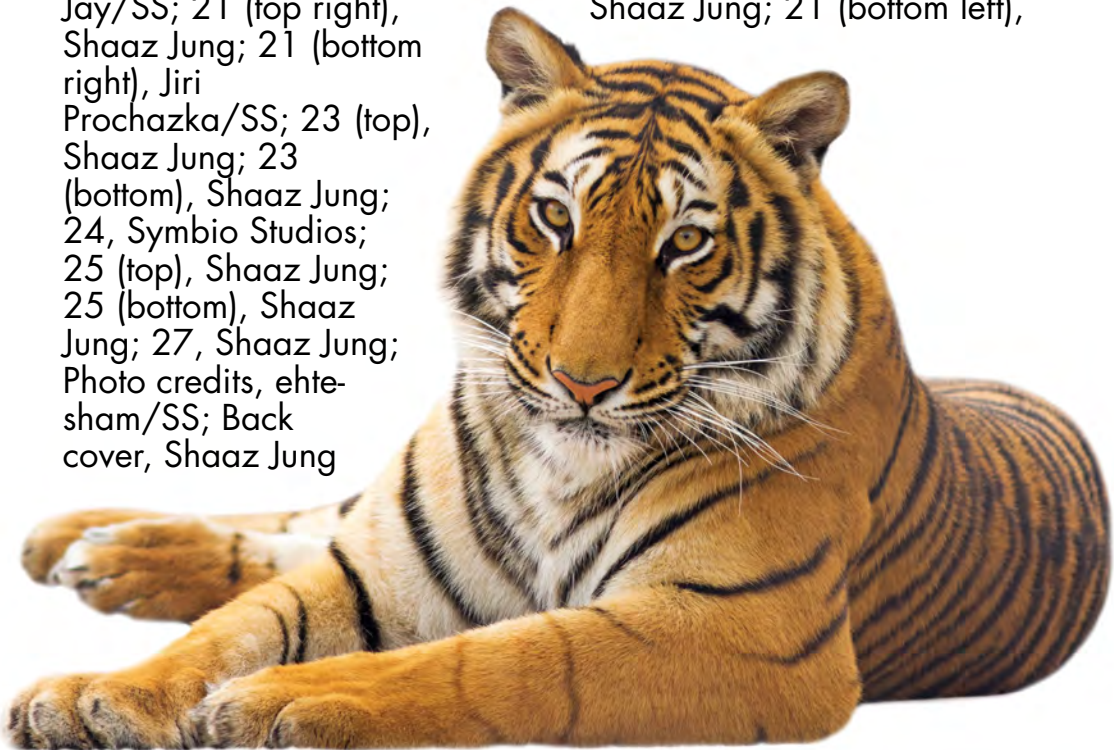 Jay/SS; 21 (top right),
Shaaz Jung; 21 (bottom
right), Jiri
Prochazka/SS; 23 (top),
Shaaz Jung; 23
(bottom), Shaaz Jung;
24, Symbio Studios;
25 (top), Shaaz Jung;
25 (bottom), Shaaz
Jung; 27, Shaaz Jung;
Photo credits, ehte-
sham/SS; Back
cover, Shaaz Jung
Shaaz Jung; 21 (bottom left),